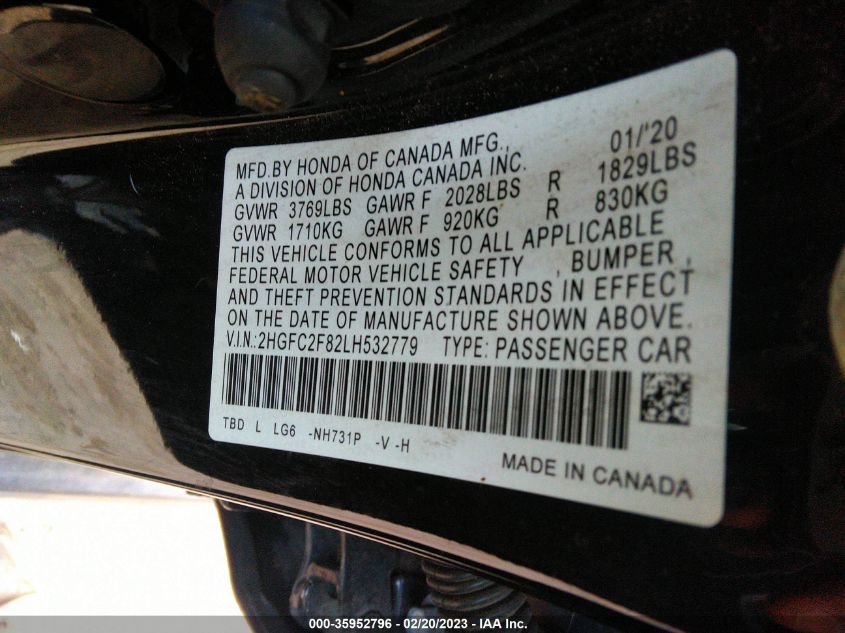 MFD.BY HONDA OF CANADA MFG., 01/'20
A DIVISION OF HONDA CANADA INC.
GVWR 3769LBS GAWR F 2028LBS R 1829LBS
GVWR 1710KG GAWR F 920KG R 830KG
THIS VEHICLE CONFORMS TO ALL APPLICABLE
FEDERAL MOTOR VEHICLE SAFETY , BUMPER ,
AND THEFT PREVENTION STANDARDS IN EFFECT
ON THE DATE OF MANUFACTURE SHOWN ABOVE.
V.I.N.:2HGFC2F82LH532779 TYPE: PASSENGER CAR
TBD L LG6 -NH731P -V -H
MADE IN CANADA
000-35952796 - 02/20/2023 - IAA Inc.